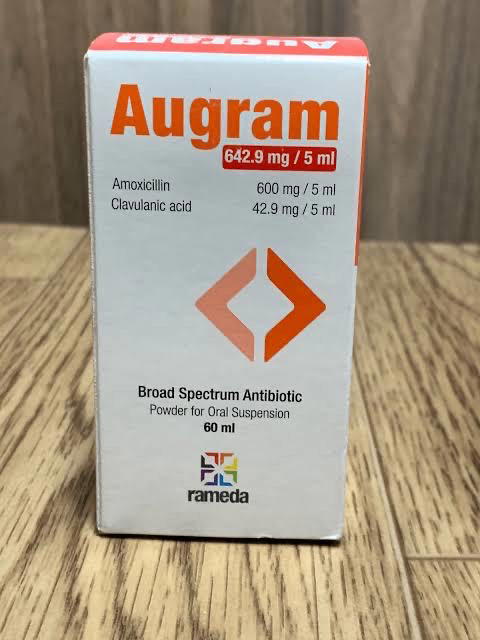 Augram
Augram
642.9 mg / 5 ml
Amoxicillin 600 mg / 5 ml
Clavulanic acid 42.9 mg / 5 ml
Broad Spectrum Antibiotic
Powder for Oral Suspension
60 ml
rameda